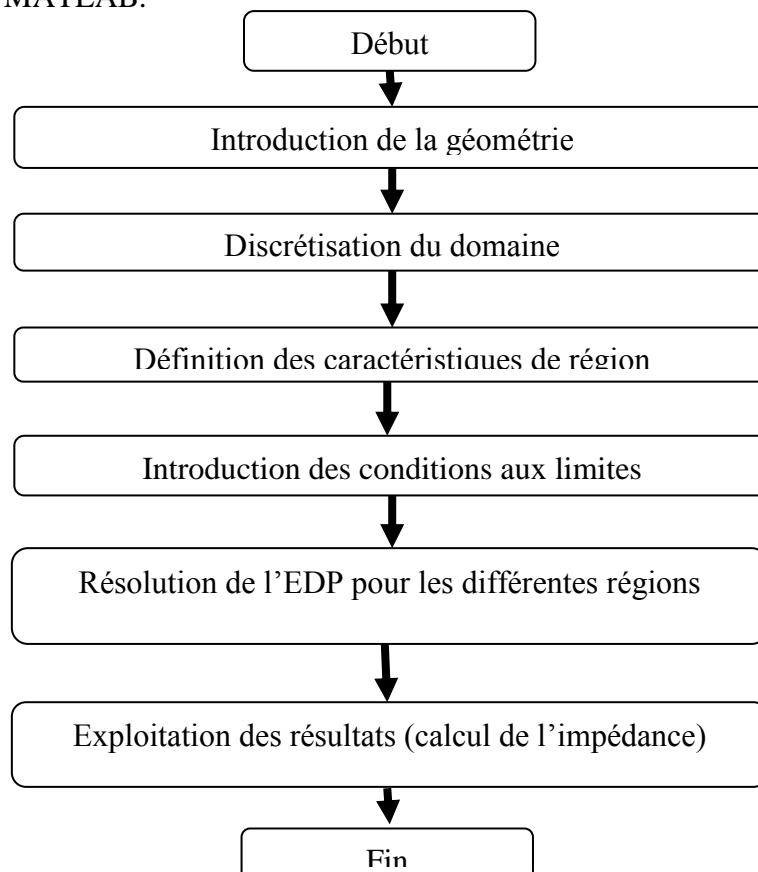 MATLAB.
Début
Introduction de la géométrie
Discrétisation du domaine
Définition des caractéristiques de région
Introduction des conditions aux limites
Résolution de l’EDP pour les différentes régions
Exploitation des résultats (calcul de l’impédance)
Fin